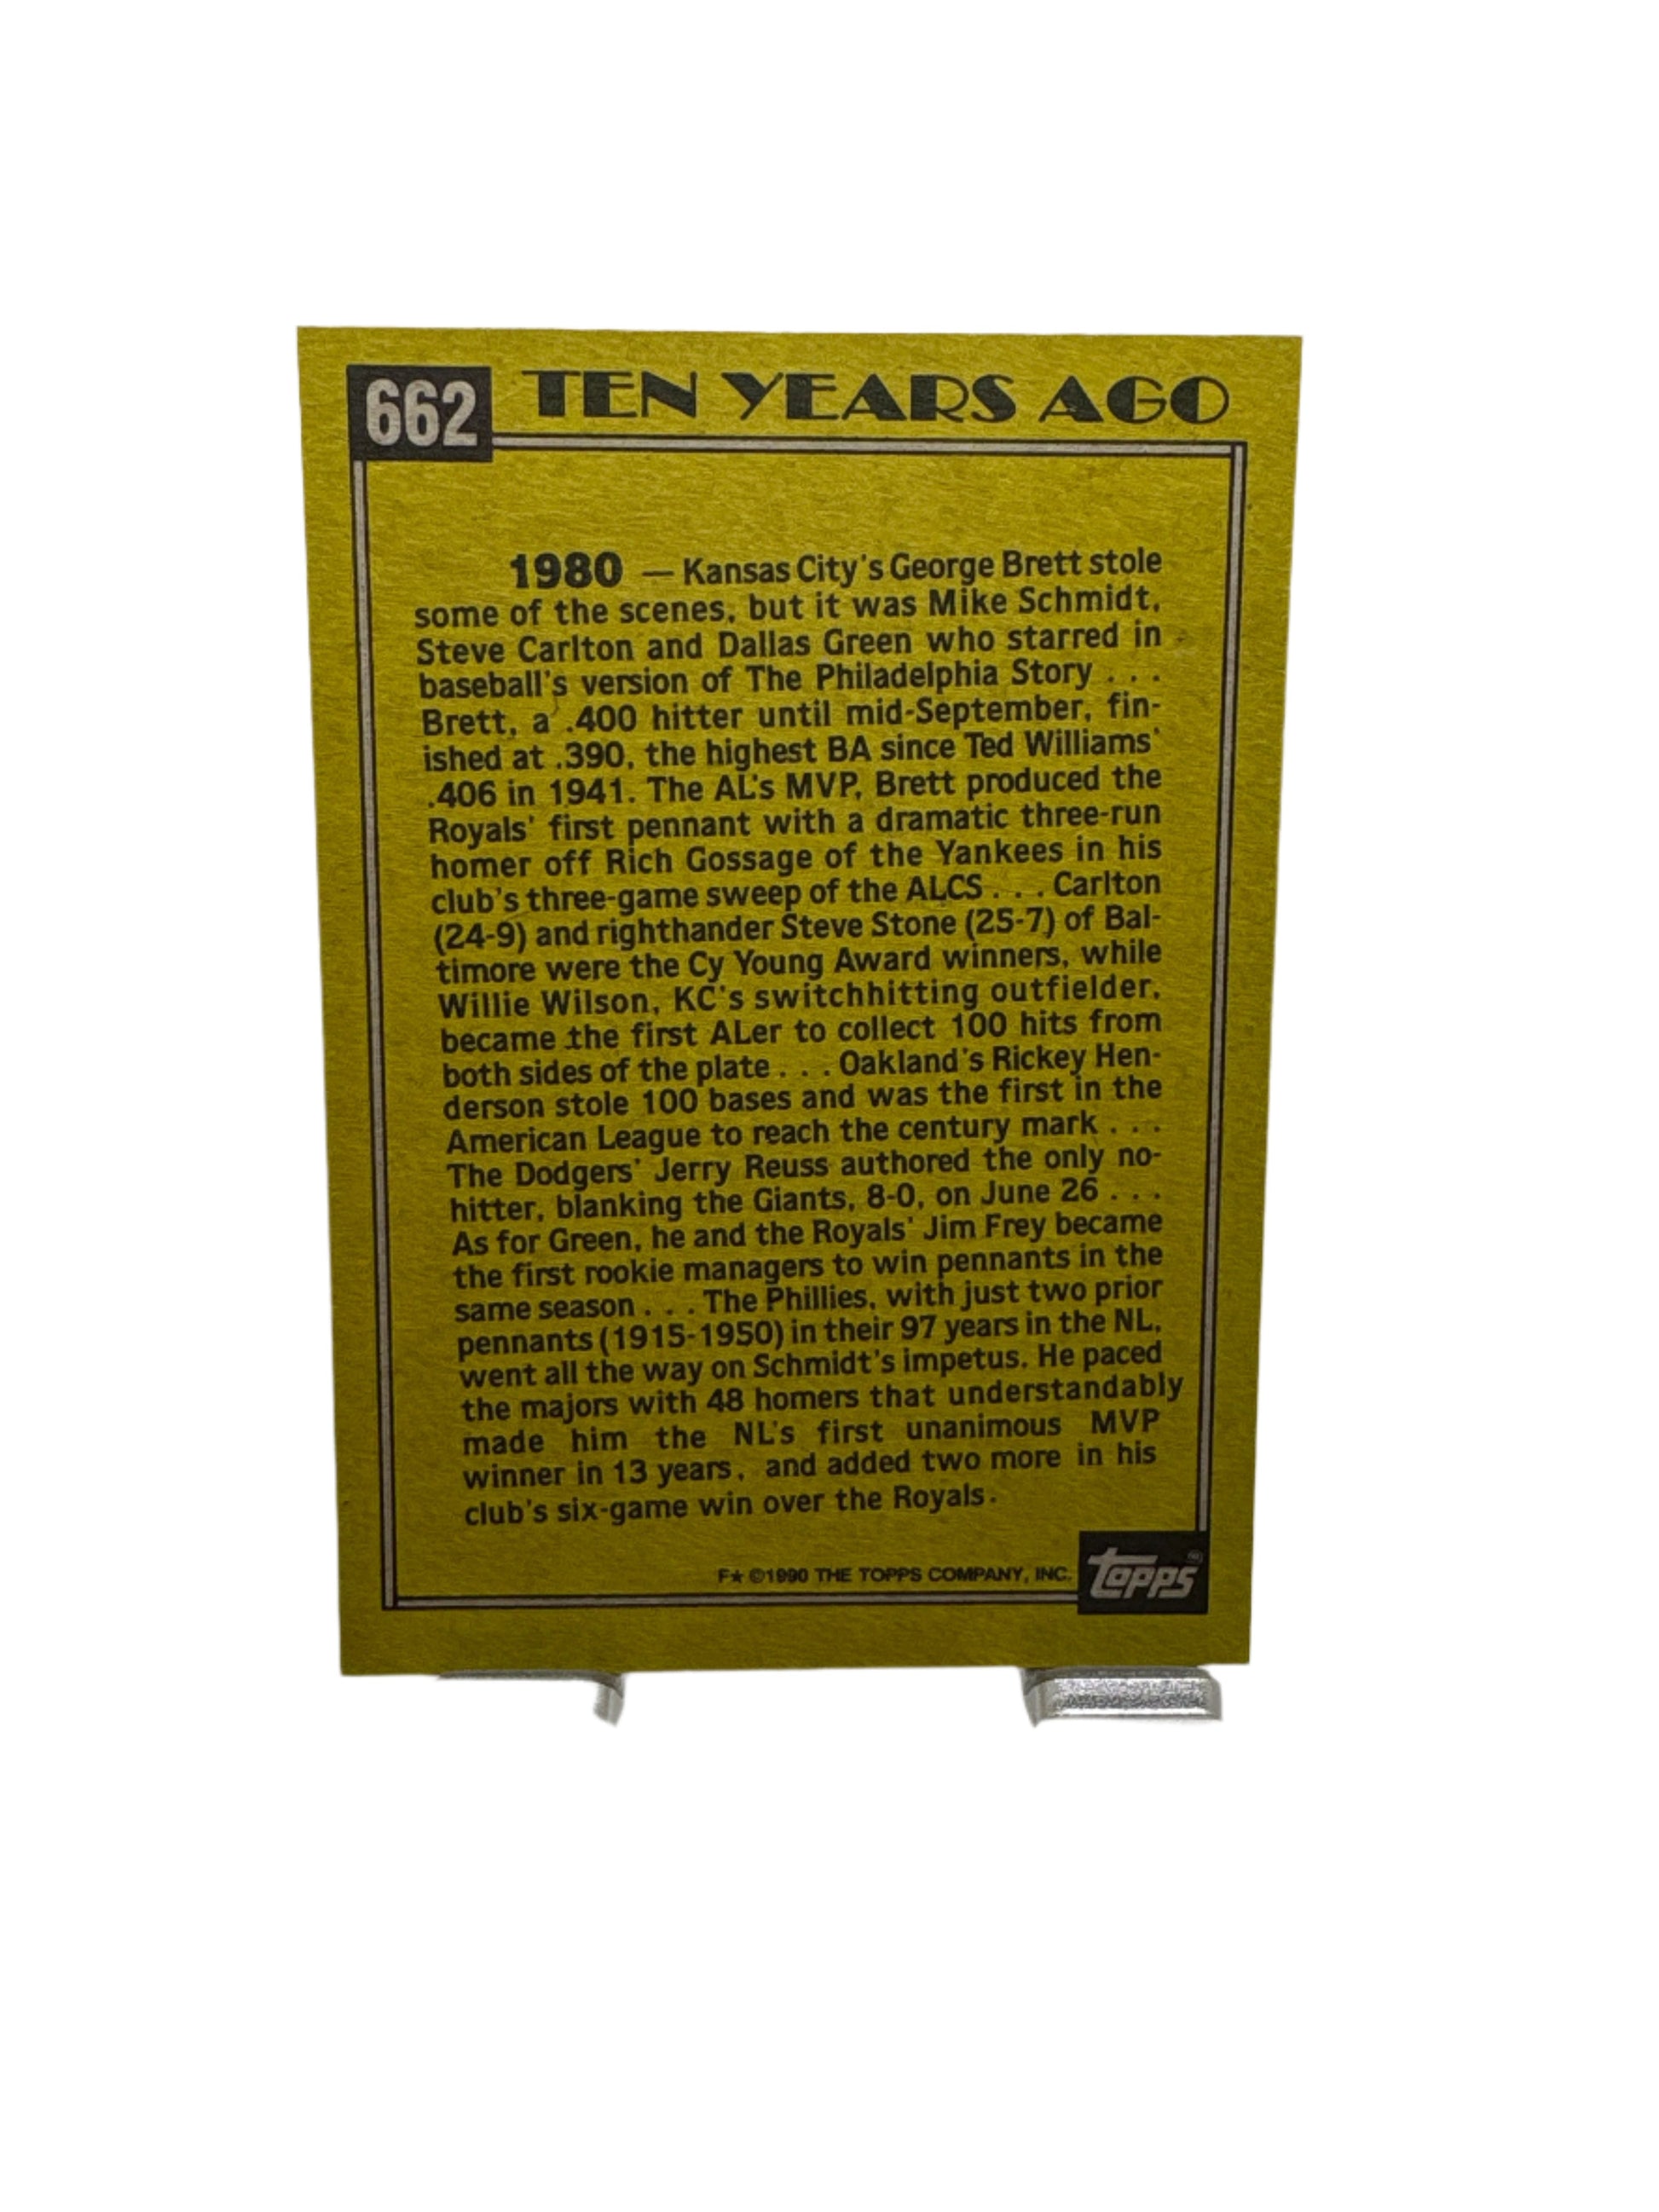 662 TEN YEARS AGO
1980 — Kansas City's George Brett stole
some of the scenes, but it was Mike Schmidt,
Steve Carlton and Dallas Green who starred in
baseball's version of The Philadelphia Story . . .
Brett, a .400 hitter until mid-September, fin-
ished at .390, the highest BA since Ted Williams'
.406 in 1941. The AL's MVP, Brett produced the
Royals' first pennant with a dramatic three-run
homer off Rich Gossage of the Yankees in his
club's three-game sweep of the ALCS . . . Carlton
(24-9) and righthander Steve Stone (25-7) of Bal-
timore were the Cy Young Award winners, while
Willie Wilson, KC's switchhitting outfielder,
became the first ALer to collect 100 hits from
both sides of the plate . . . Oakland's Rickey Hen-
derson stole 100 bases and was the first in the
American League to reach the century mark . . .
The Dodgers' Jerry Reuss authored the only no-
hitter, blanking the Giants, 8-0, on June 26 . . .
As for Green, he and the Royals' Jim Frey became
the first rookie managers to win pennants in the
same season . . . The Phillies, with just two prior
pennants (1915-1950) in their 97 years in the NL,
went all the way on Schmidt's impetus. He paced
the majors with 48 homers that understandably
made him the NL's first unanimous MVP
winner in 13 years, and added two more in his
club's six-game win over the Royals.
F★ ©1990 THE TOPPS COMPANY, INC. topps